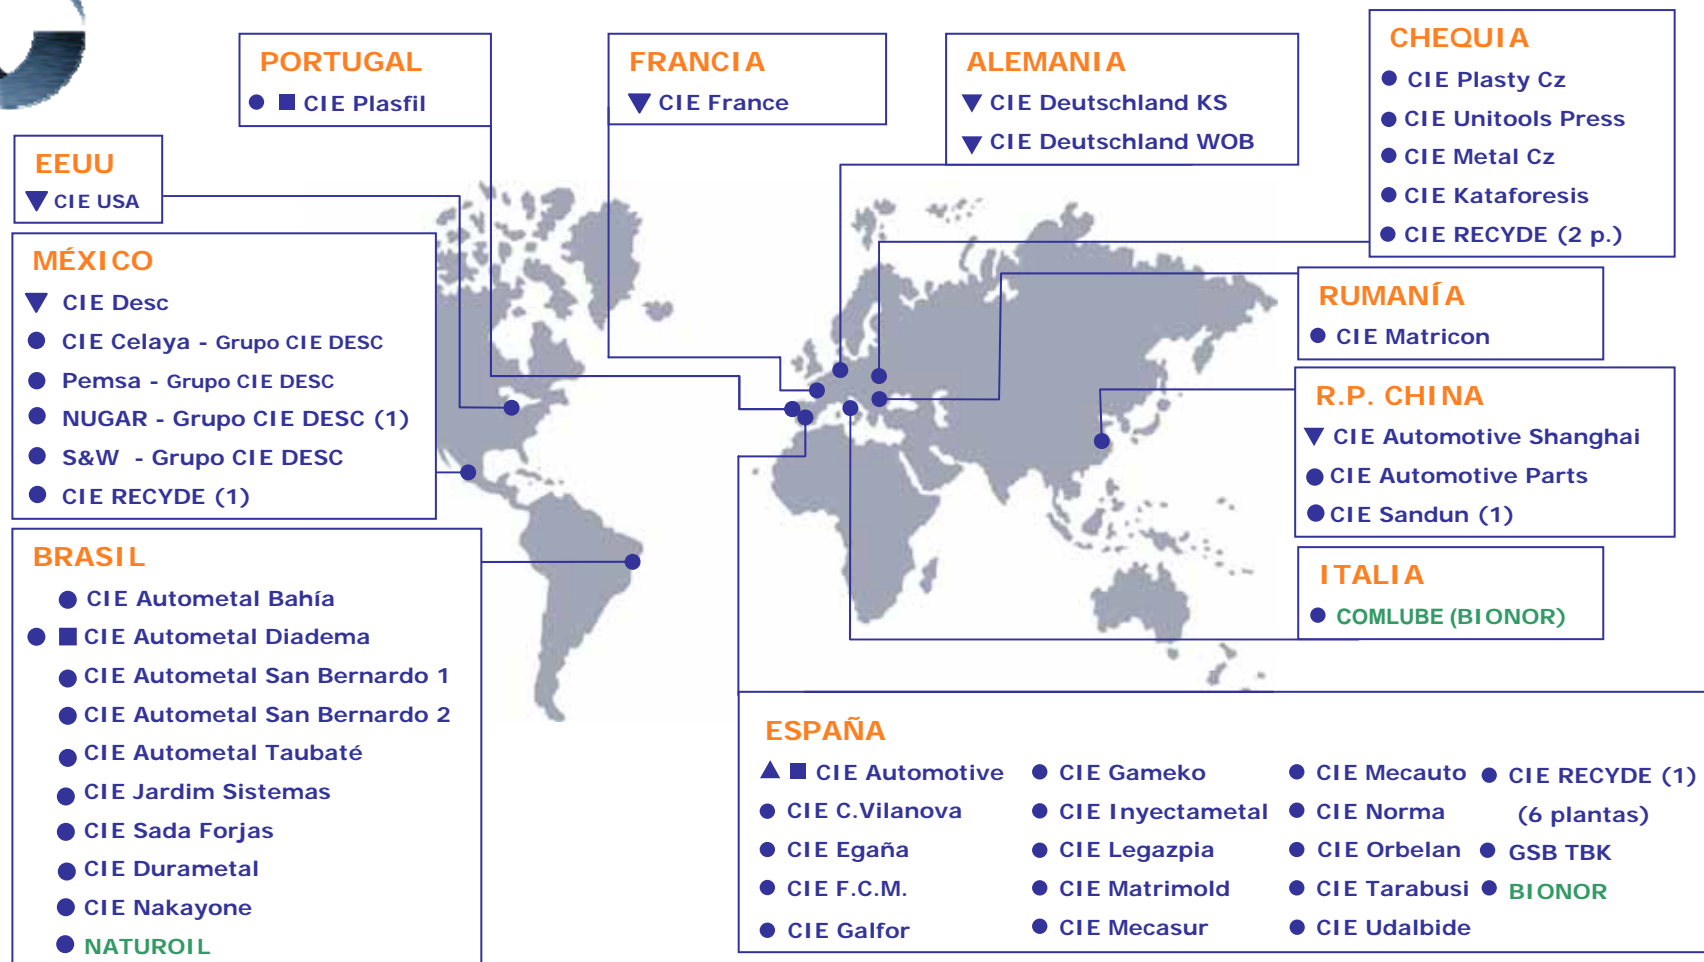 PORTUGAL
CIE Plasfil
FRANCIA
CIE France
ALEMANIA
CIE Deutschland KS
CIE Deutschland WOB
CHEQUIA
CIE Plasty Cz
CIE Unitools Press
CIE Metal Cz
CIE Kataforesis
CIE RECYDE (2 p.)
EEUU
CIE USA
MÉXICO
CIE Desc
CIE Celaya - Grupo CIE DESC
Pemsa - Grupo CIE DESC
NUGAR - Grupo CIE DESC (1)
S&W - Grupo CIE DESC
CIE RECYDE (1)
RUMANÍA
CIE Matricon
R.P. CHINA
CIE Automotive Shanghai
CIE Automotive Parts
CIE Sandun (1)
ITALIA
COMLUBE (BIONOR)
BRASIL
CIE Autometal Bahía
CIE Autometal Diadema
CIE Autometal San Bernardo 1
CIE Autometal San Bernardo 2
CIE Autometal Taubaté
CIE Jardim Sistemas
CIE Sada Forjas
CIE Durametal
CIE Nakayone
NATUROIL
ESPAÑA
CIE Automotive
CIE C.Vilanova
CIE Egaña
CIE F.C.M.
CIE Galfor
CIE Gameko
CIE Inyectametal
CIE Legazpia
CIE Matrimold
CIE Mecasur
CIE Mecauto
CIE Norma
CIE Orbelan
CIE Tarabusi
CIE Udalbide
CIE RECYDE (1)
(6 plantas)
GSB TBK
BIONOR